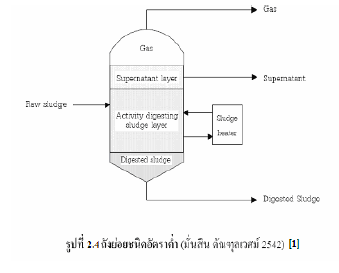 Gas
Gas
Supernatant layer
Supernatant
Raw sludge
Activity digesting
sludge layer
Sludge
heater
Digested sludge
Digested Sludge
รูปที่ 2.4 ถังย่อยชนิดอัตราต่ำ (มั่นสิน ตัณฑุลเวศม์ 2542) [1]